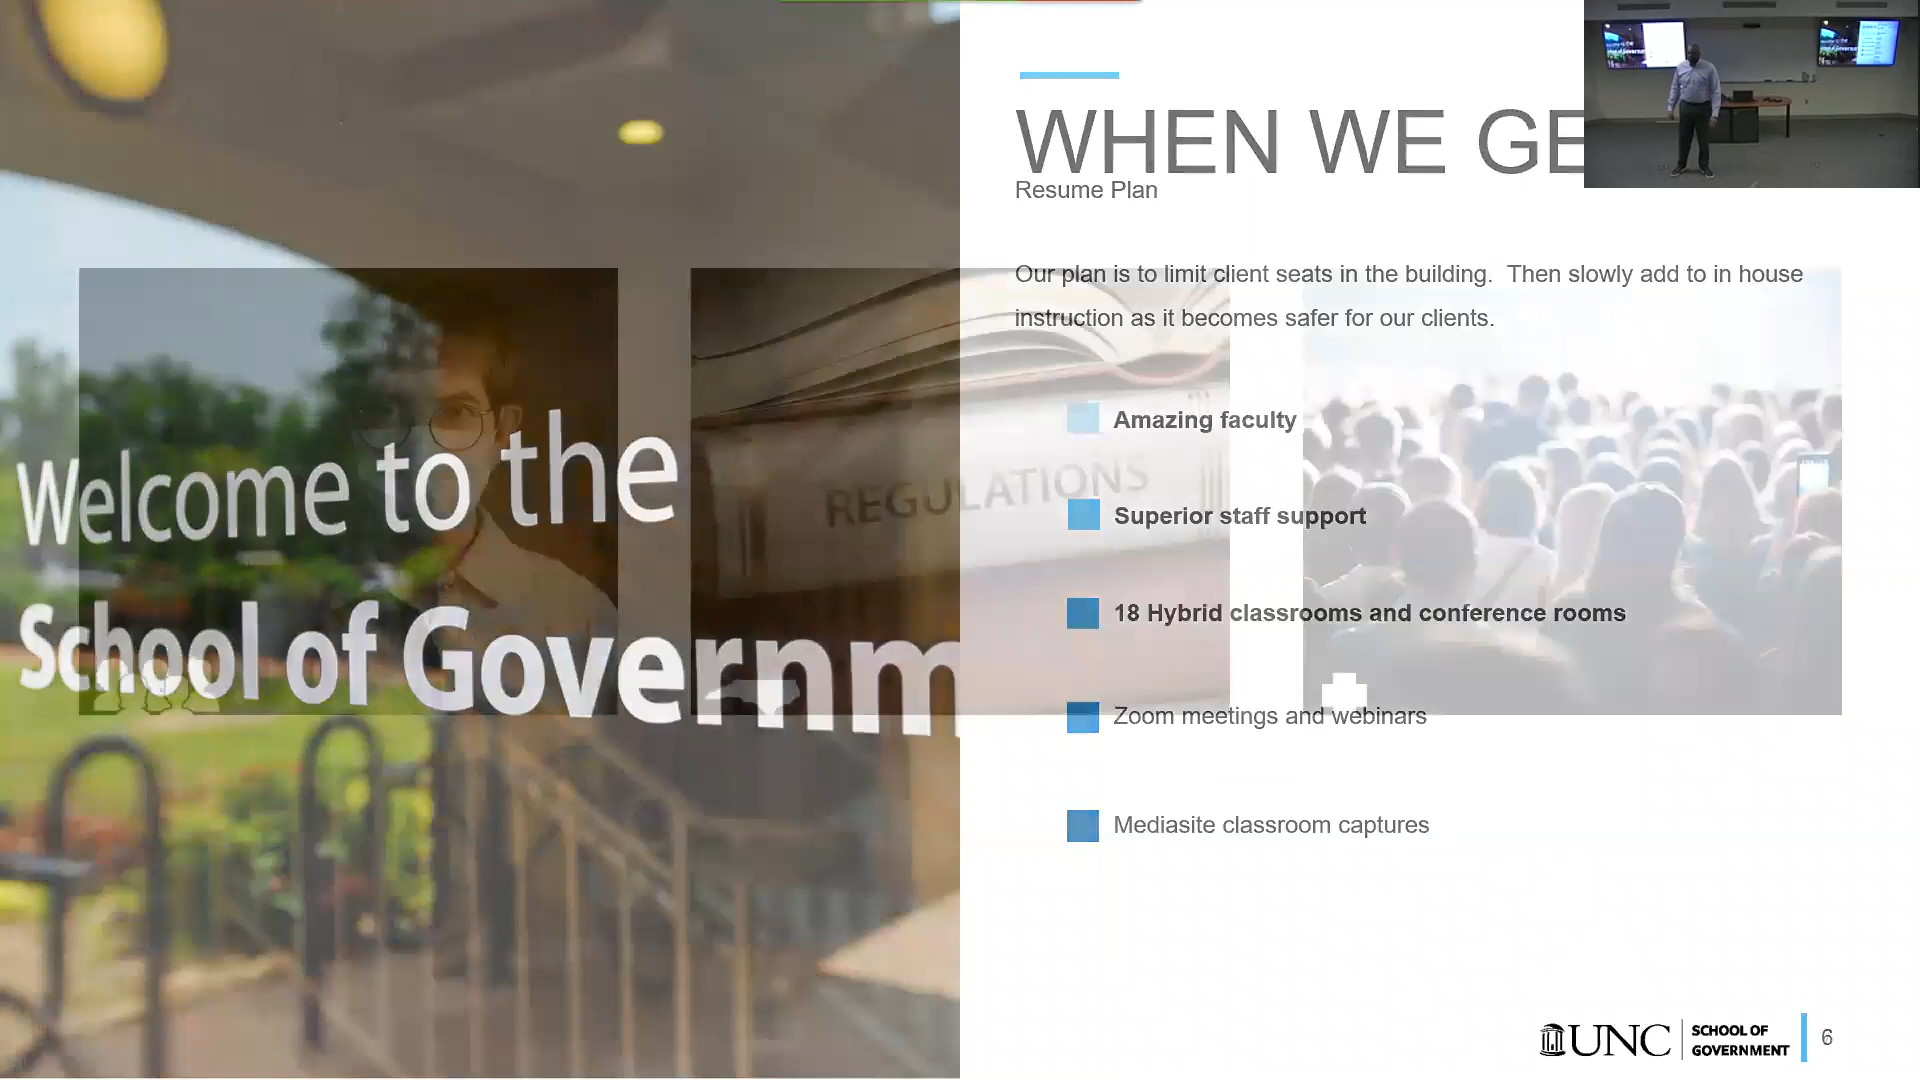 WHEN WE GE
Resume Plan
Our plan is to limit client seats in the building. Then slowly add to in house
instruction as it becomes safer for our clients.
Amazing faculty
Superior staff support
18 Hybrid classrooms and conference rooms
Zoom meetings and webinars
Mediasite classroom captures
Welcome to the
School of Governm
REGULATIONS
UNC
SCHOOL OF
GOVERNMENT
6